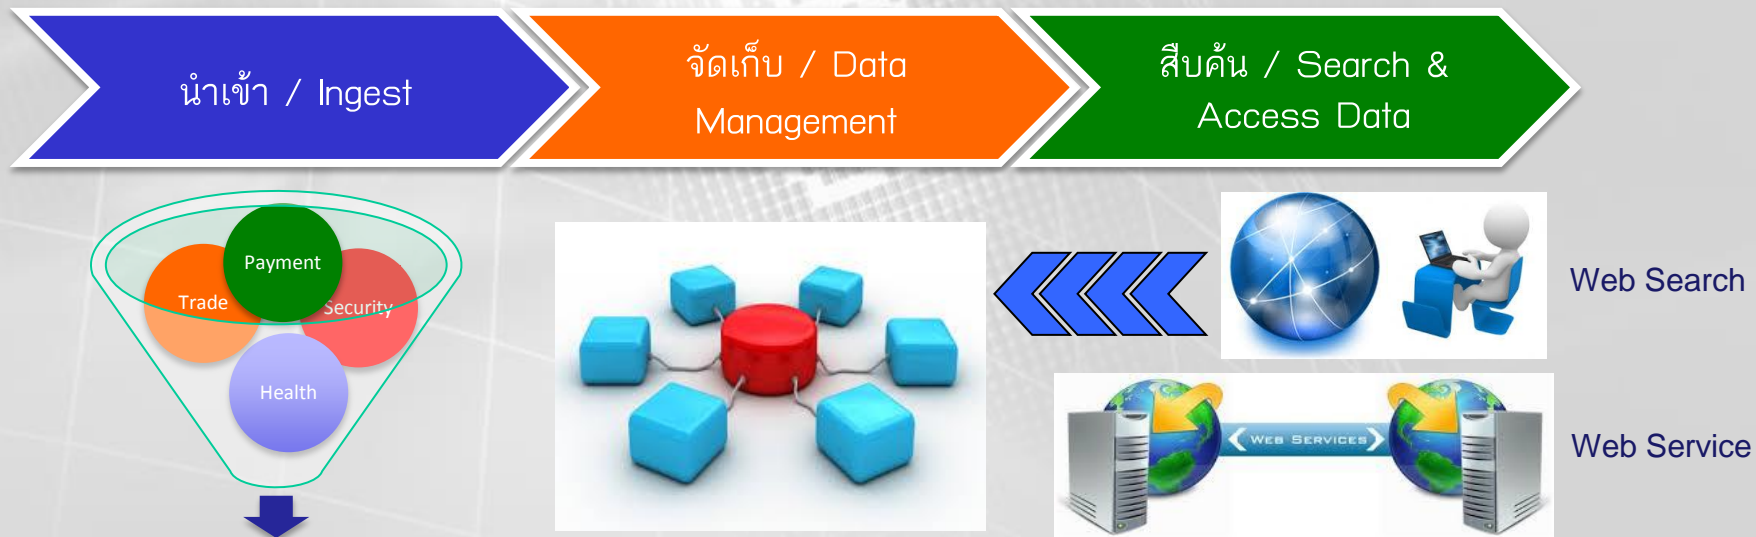 นำเข้า / Ingest
จัดเก็บ / Data
Management
สืบค้น / Search &
Access Data
Payment
Trade
Security
Health
Web Search
WEB SERVICES
Web Service